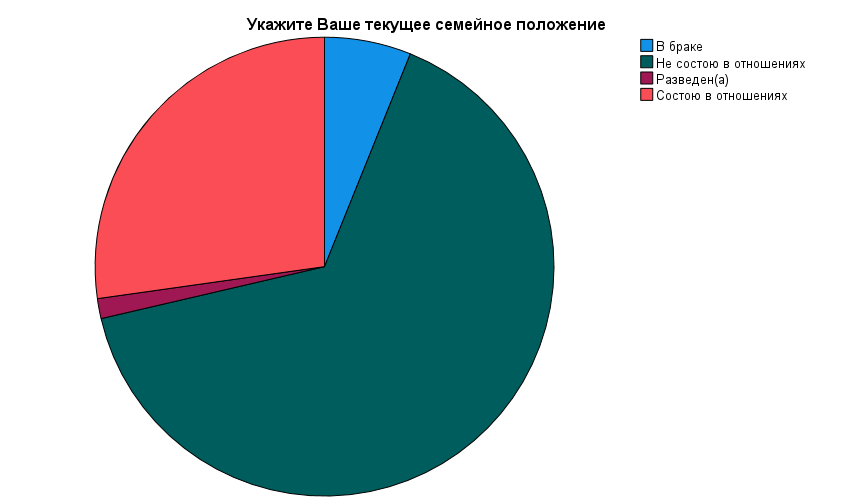 Укажите Ваше текущее семейное положение
В браке
Не состою в отношениях
Разведен(а)
Состою в отношениях